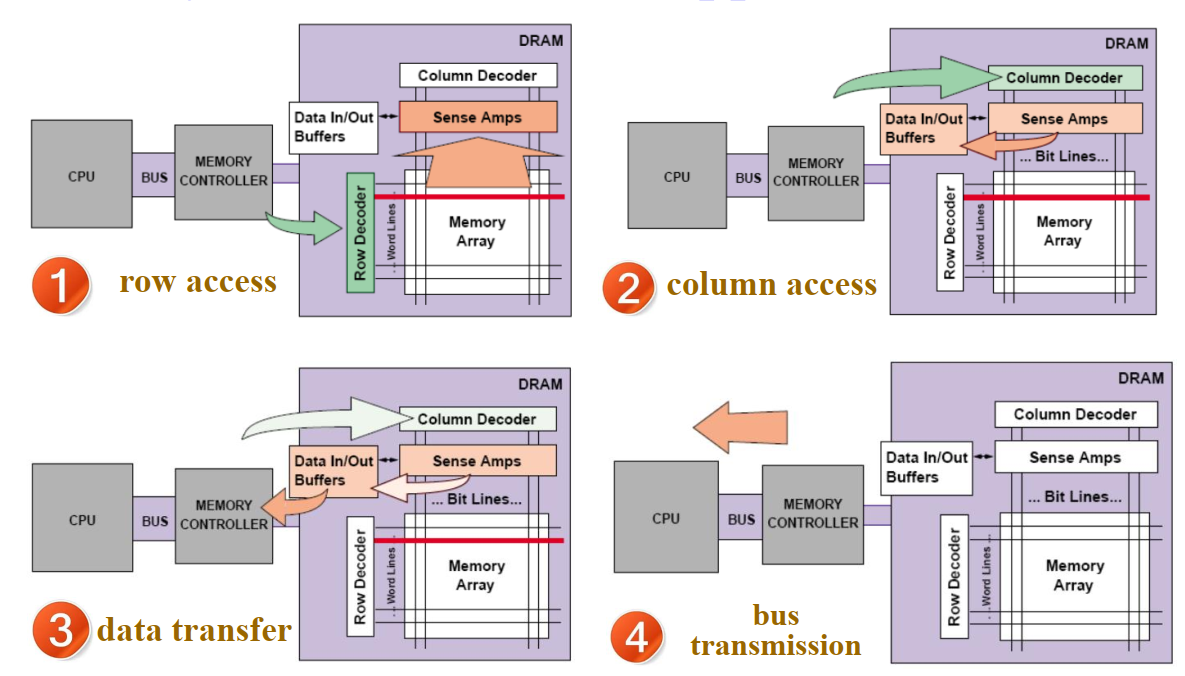 DRAM
Column Decoder
Sense Amps
Data In/Out
Buffers
CPU
BUS
MEMORY
CONTROLLER
Row Decoder
...Word Lines...
Memory
Array
1
row access
DRAM
Column Decoder
Sense Amps
Data In/Out
Buffers
... Bit Lines...
CPU
BUS
MEMORY
CONTROLLER
Row Decoder
...Word Lines...
Memory
Array
2
column access
DRAM
Column Decoder
Sense Amps
Data In/Out
Buffers
... Bit Lines...
CPU
BUS
MEMORY
CONTROLLER
Row Decoder
...Word Lines...
Memory
Array
3
data transfer
DRAM
Column Decoder
Sense Amps
Data In/Out
Buffers
... Bit Lines...
CPU
BUS
MEMORY
CONTROLLER
Row Decoder
...Word Lines...
Memory
Array
4
bus
transmission